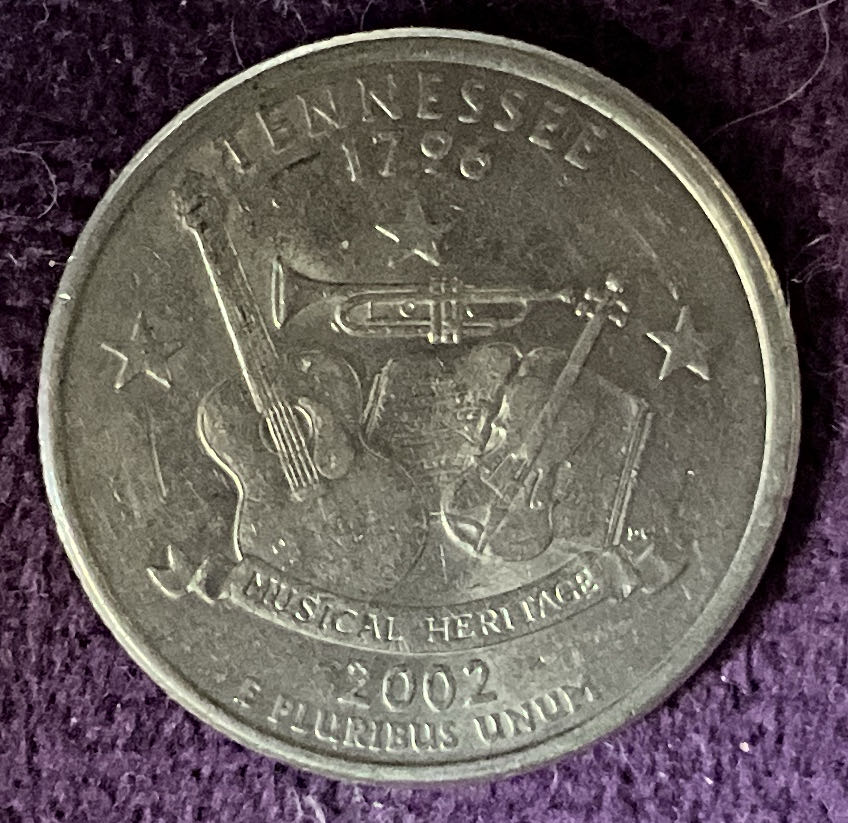 TENNESSEE
1796
MUSICAL HERITAGE
2002
E PLURIBUS UNUM